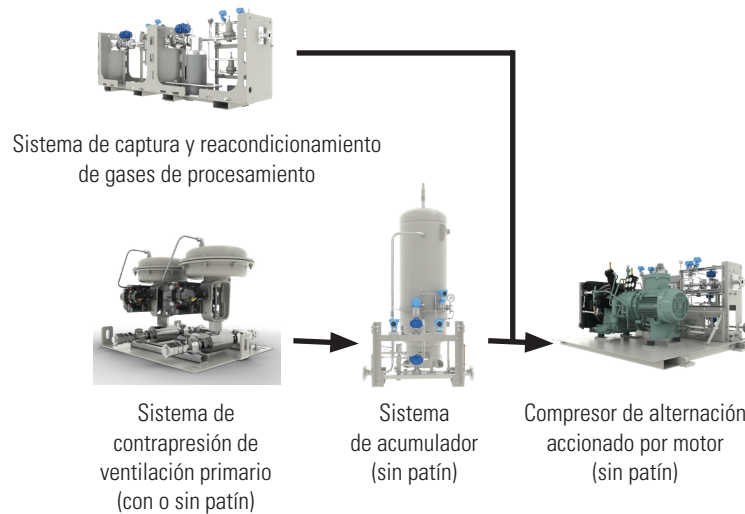 Sistema de captura y reacondicionamiento
de gases de procesamiento
Sistema de
contrapresión de
ventilación primario
(con o sin patín)
Sistema
de acumulador
(sin patín)
Compresor de alternación
accionado por motor
(sin patín)